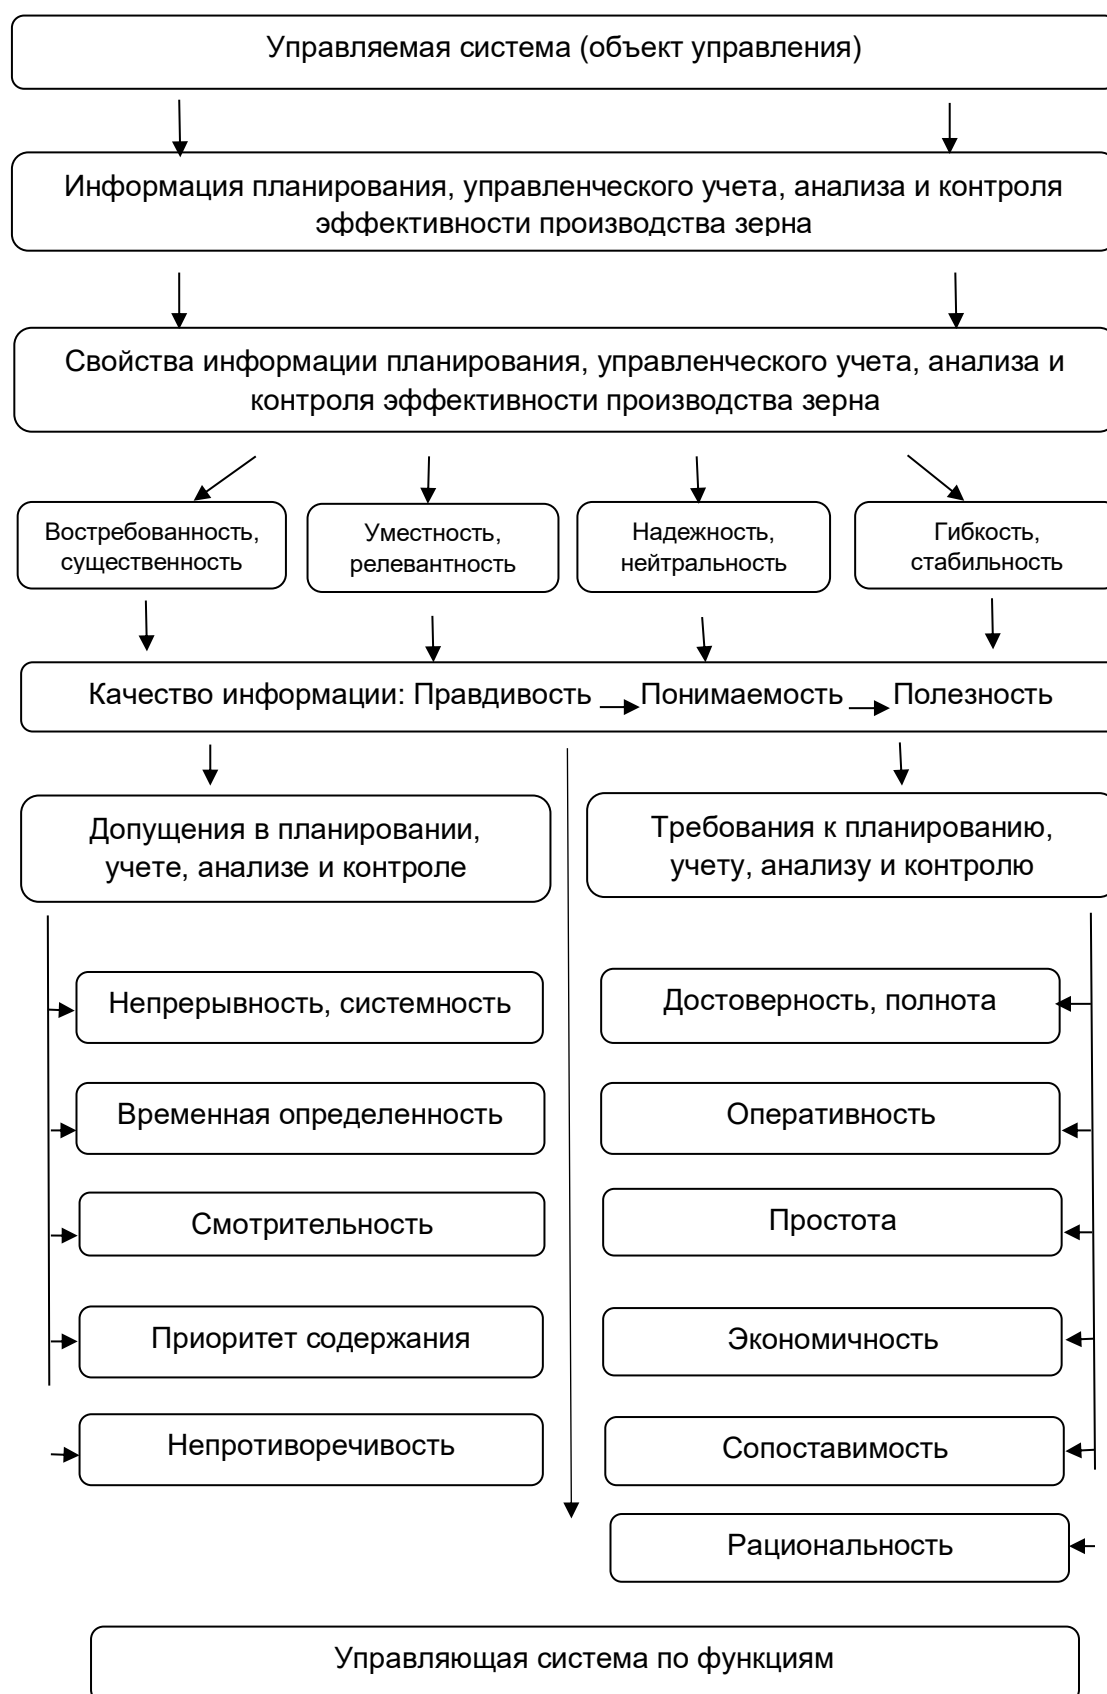 Управляемая система (объект управления)
Информация планирования, управленческого учета, анализа и контроля
эффективности производства зерна
Свойства информации планирования, управленческого учета, анализа и
контроля эффективности производства зерна
Востребованность,
существенность
Уместность,
релевантность
Надежность,
нейтральность
Гибкость,
стабильность
Качество информации: Правдивость Понимаемость Полезность
Допущения в планировании,
учете, анализе и контроле
Требования к планированию,
учету, анализу и контролю
Непрерывность, системность
Достоверность, полнота
Временная определенность
Оперативность
Смотрительность
Простота
Приоритет содержания
Экономичность
Непротиворечивость
Сопоставимость
Рациональность
Управляющая система по функциям